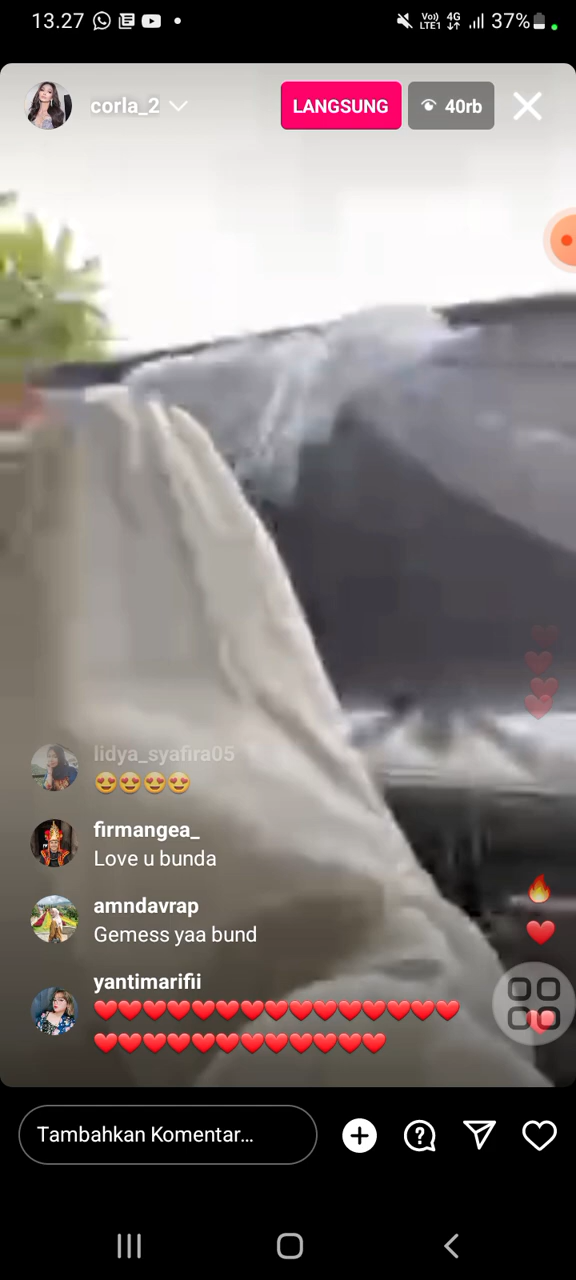 13.27
Vo)) 4G 37%
LTE1
corla_2
LANGSUNG
40rb
lidya_syafira05
😍😍😍😍
firmangea_
Love u bunda
amndavrap
Gemess yaa bund
yantimarifii
❤️❤️❤️❤️❤️❤️❤️❤️❤️❤️❤️❤️❤️❤️❤️
❤️❤️❤️❤️❤️❤️❤️❤️❤️❤️❤️❤️
Tambahkan Komentar...